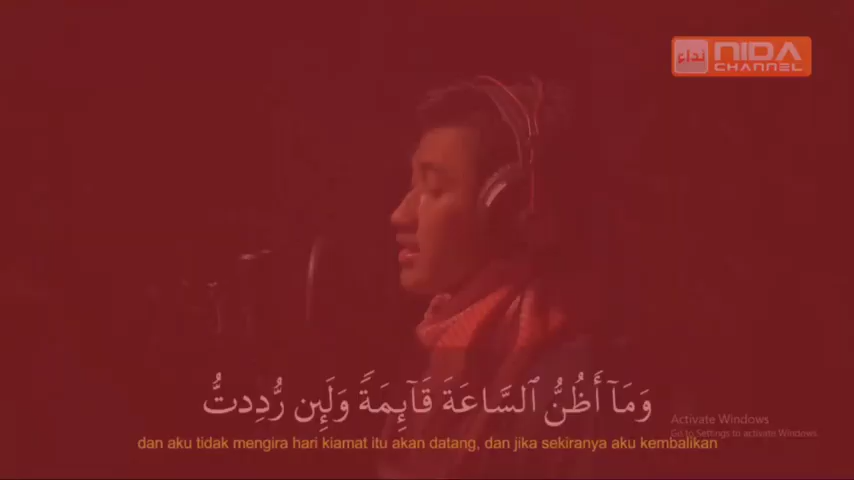 نداء NIDA
CHANNEL
وَمَآ أَظُنُّ ٱلسَّاعَةَ قَآئِمَةً وَلَئِن رُّدِدتُّ
dan aku tidak mengira hari kiamat itu akan datang, dan jika sekiranya aku kembalikan
Activate Windows
Go to Settings to activate Windows.